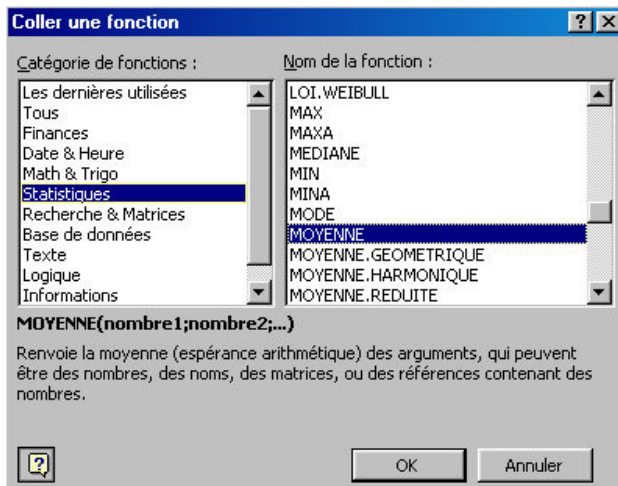 Coller une fonction
Catégorie de fonctions :
Les dernières utilisées
Tous
Finances
Date & Heure
Math & Trigo
Statistiques
Recherche & Matrices
Base de données
Texte
Logique
Informations
Nom de la fonction :
LOI.WEIBULL
MAX
MAXA
MEDIANE
MIN
MINA
MODE
MOYENNE
MOYENNE.GEOMETRIQUE
MOYENNE.HARMONIQUE
MOYENNE.REDUITE
MOYENNE(nombre1;nombre2;...)
Renvoie la moyenne (espérance arithmétique) des arguments, qui peuvent
être des nombres, des noms, des matrices, ou des références contenant des
nombres.
OK
Annuler